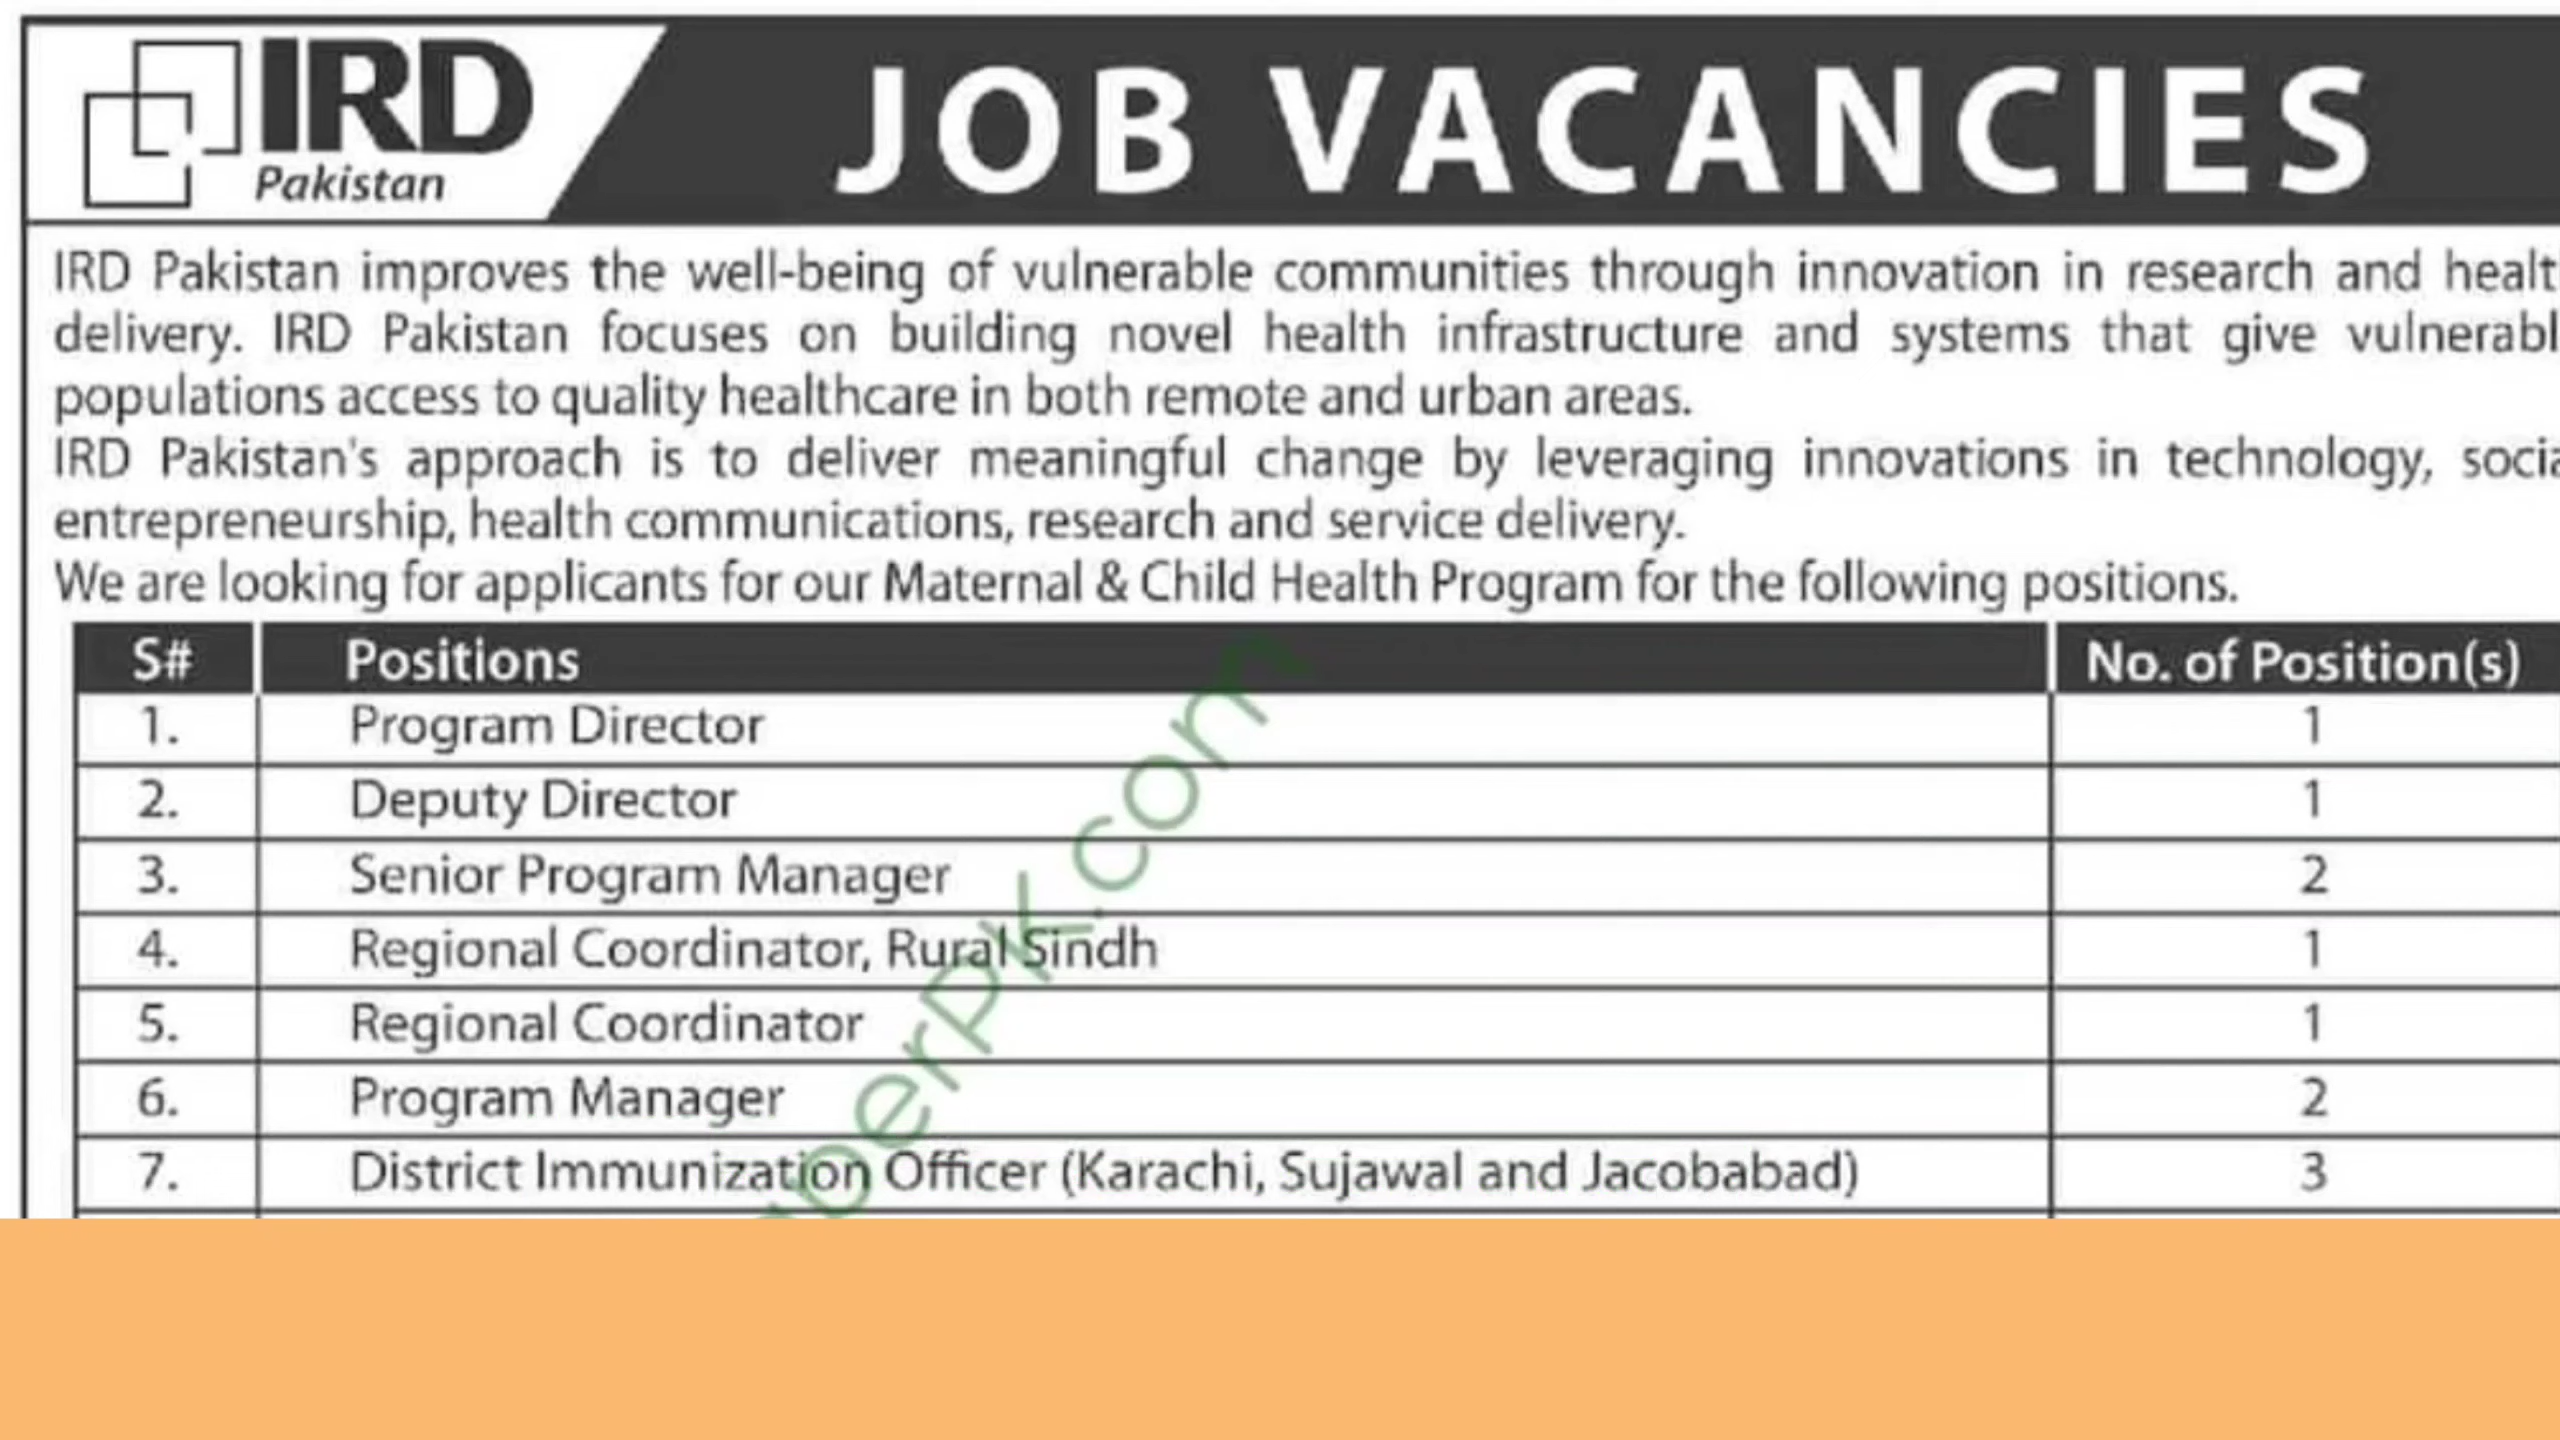 IRD
Pakistan
JOB VACANCIES
IRD Pakistan improves the well-being of vulnerable communities through innovation in research and healt
delivery. IRD Pakistan focuses on building novel health infrastructure and systems that give vulnerabl
populations access to quality healthcare in both remote and urban areas.
IRD Pakistan's approach is to deliver meaningful change by leveraging innovations in technology, socia
entrepreneurship, health communications, research and service delivery.
We are looking for applicants for our Maternal & Child Health Program for the following positions.
S# Positions No. of Position(s)
1. Program Director 1
2. Deputy Director 1
3. Senior Program Manager 2
4. Regional Coordinator, Rural Sindh 1
5. Regional Coordinator 1
6. Program Manager 2
7. District Immunization Officer (Karachi, Sujawal and Jacobabad) 3
perPK.com